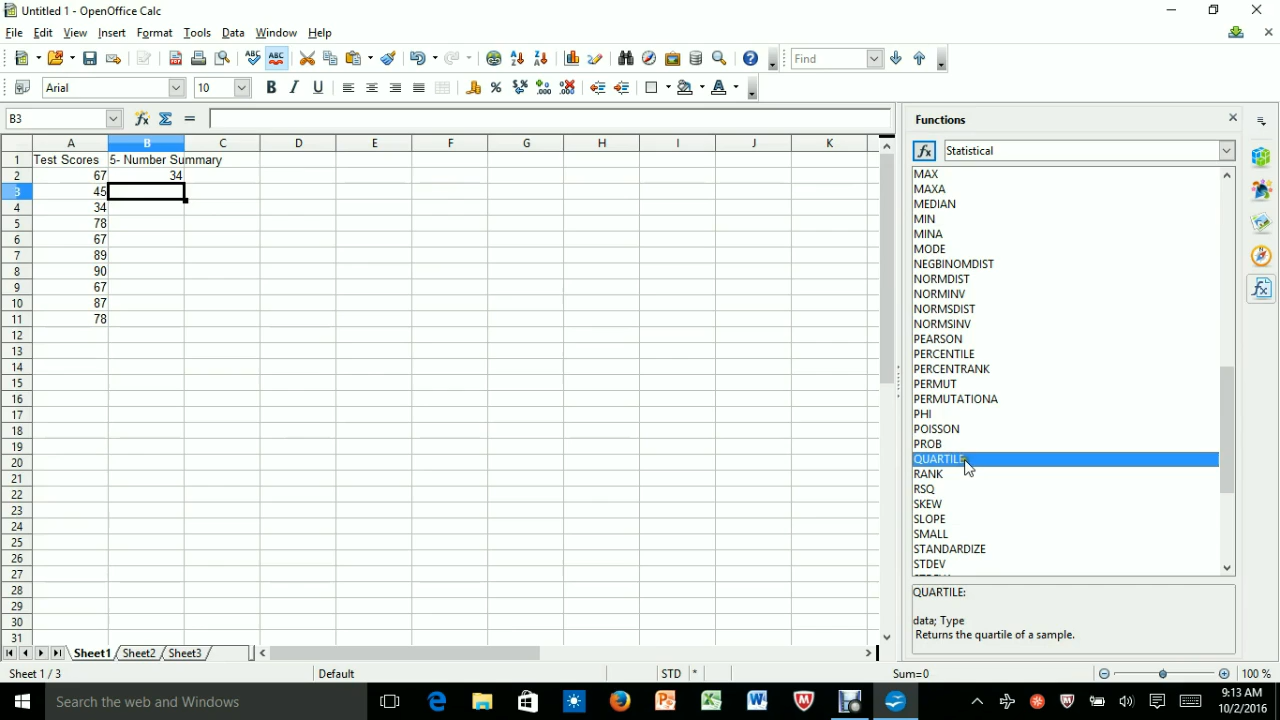 Untitled 1 - OpenOffice Calc
File Edit View Insert Format Tools Data Window Help
ABC ABC Find
Arial 10 B I U
B3
Functions
Statistical
A B C D E F G H I J K
1 Test Scores 5- Number Summary
2 67 34
3 45
4 34
5 78
6 67
7 89
8 90
9 67
10 87
11 78
12
13
14
15
16
17
18
19
20
21
22
23
24
25
26
27
28
29
30
31
MAX
MAXA
MEDIAN
MIN
MINA
MODE
NEGBINOMDIST
NORMDIST
NORMINV
NORMSDIST
NORMSINV
PEARSON
PERCENTILE
PERCENTRANK
PERMUT
PERMUTATIONA
PHI
POISSON
PROB
QUARTILE
RANK
RSQ
SKEW
SLOPE
SMALL
STANDARDIZE
STDEV
QUARTILE:
data; Type
Returns the quartile of a sample.
Sheet1 Sheet2 Sheet3
Sheet 1 / 3 Default STD * Sum=0 100 %
Search the web and Windows
9:13 AM
10/2/2016